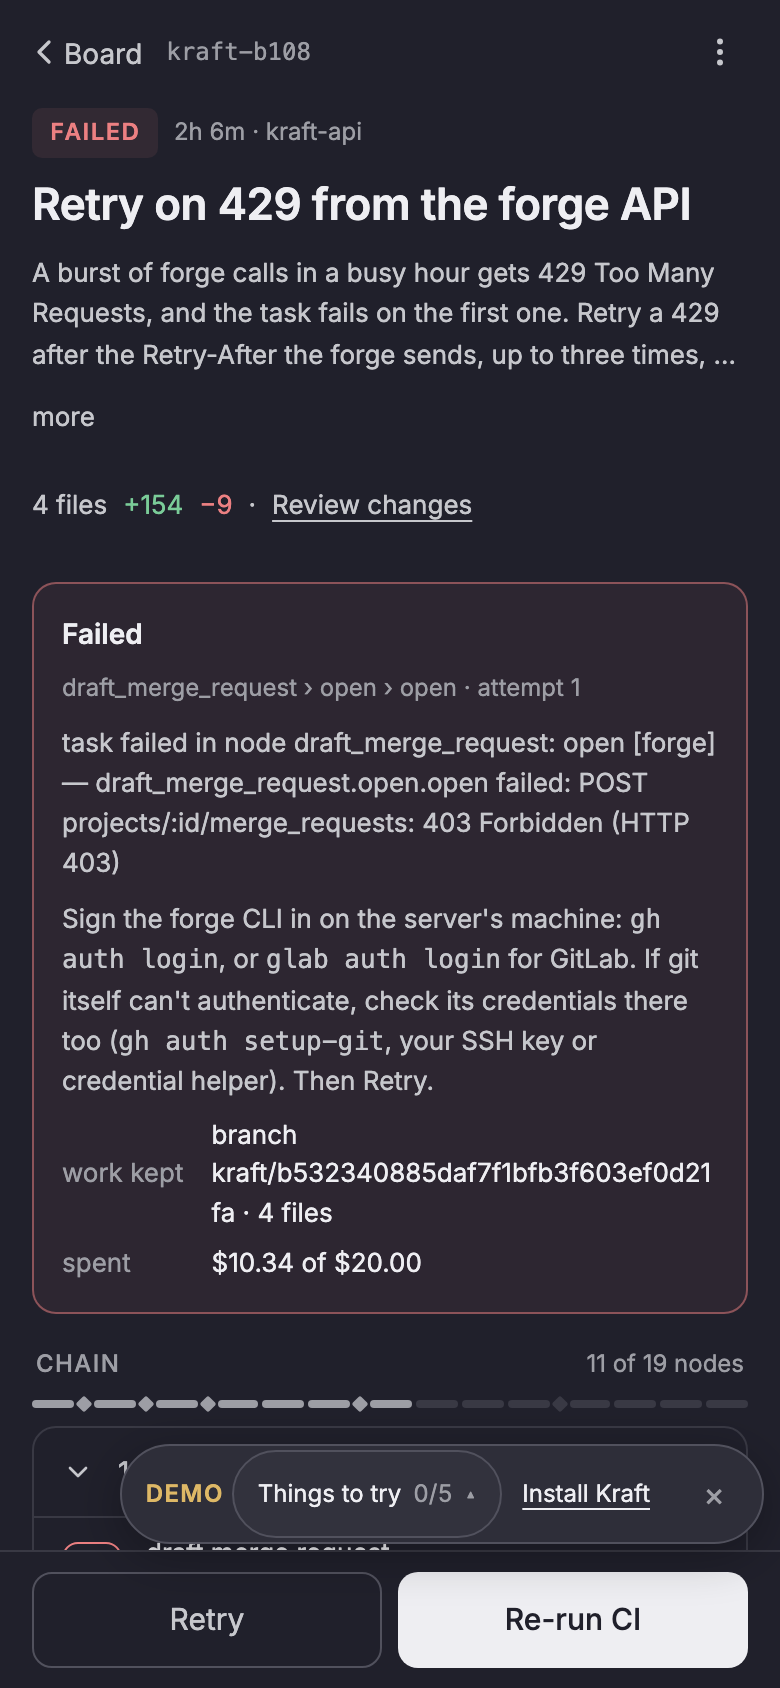 Board kraft-b108
FAILED 2h 6m · kraft-api
Retry on 429 from the forge API
A burst of forge calls in a busy hour gets 429 Too Many
Requests, and the task fails on the first one. Retry a 429
after the Retry-After the forge sends, up to three times, ...
more
4 files +154 −9 · Review changes
Failed
draft_merge_request › open › open · attempt 1
task failed in node draft_merge_request: open [forge]
— draft_merge_request.open.open failed: POST
projects/:id/merge_requests: 403 Forbidden (HTTP
403)
Sign the forge CLI in on the server's machine: gh
auth login, or glab auth login for GitLab. If git
itself can't authenticate, check its credentials there
too (gh auth setup-git, your SSH key or
credential helper). Then Retry.
branch
work kept kraft/b532340885daf7f1bfb3f603ef0d21
fa · 4 files
spent $10.34 of $20.00
CHAIN 11 of 19 nodes
DEMO Things to try 0/5 Install Kraft
Retry Re-run CI